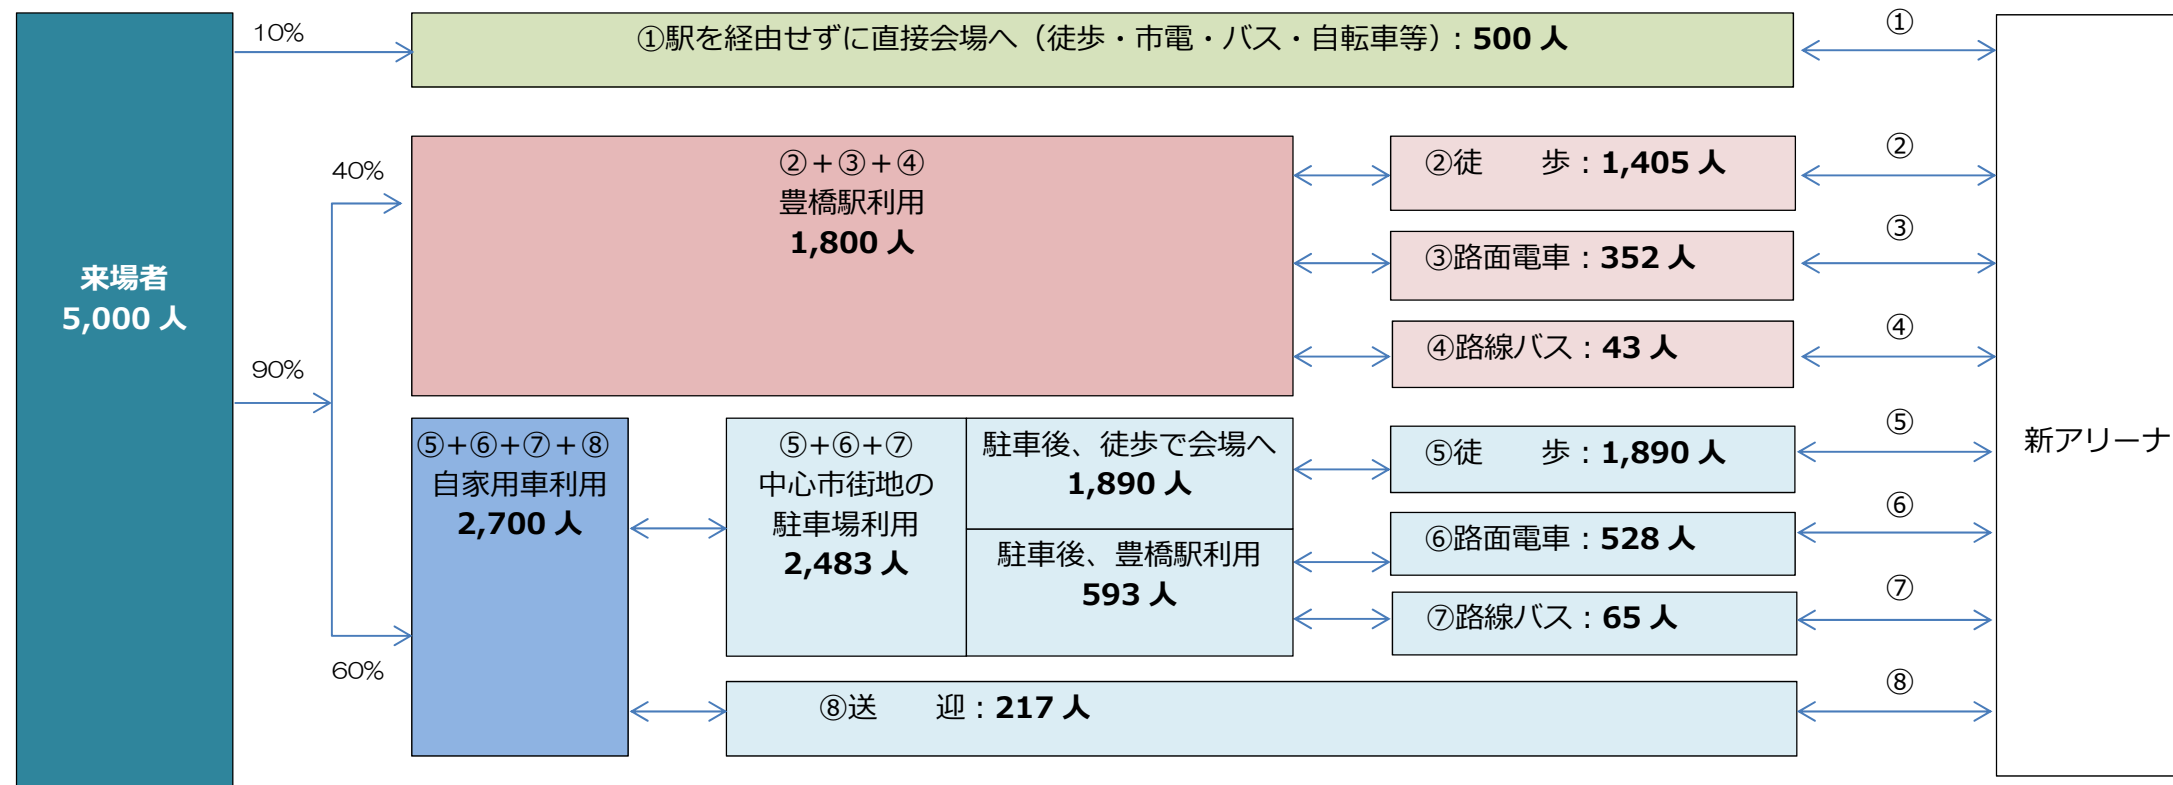 来場者
5,000 人
10%
90%
40%
60%
①駅を経由せずに直接会場へ（徒歩・市電・バス・自転車等）: 500 人
②＋③＋④
豊橋駅利用
1,800 人
②徒　　歩：1,405 人
③路面電車：352 人
④路線バス：43 人
⑤+⑥+⑦+⑧
自家用車利用
2,700 人
⑤+⑥+⑦
中心市街地の
駐車場利用
2,483 人
駐車後、徒歩で会場へ
1,890 人
駐車後、豊橋駅利用
593 人
⑤徒　　歩：1,890 人
⑥路面電車：528 人
⑦路線バス：65 人
⑧送　　迎：217 人
①
②
③
④
⑤
⑥
⑦
⑧
新アリーナ